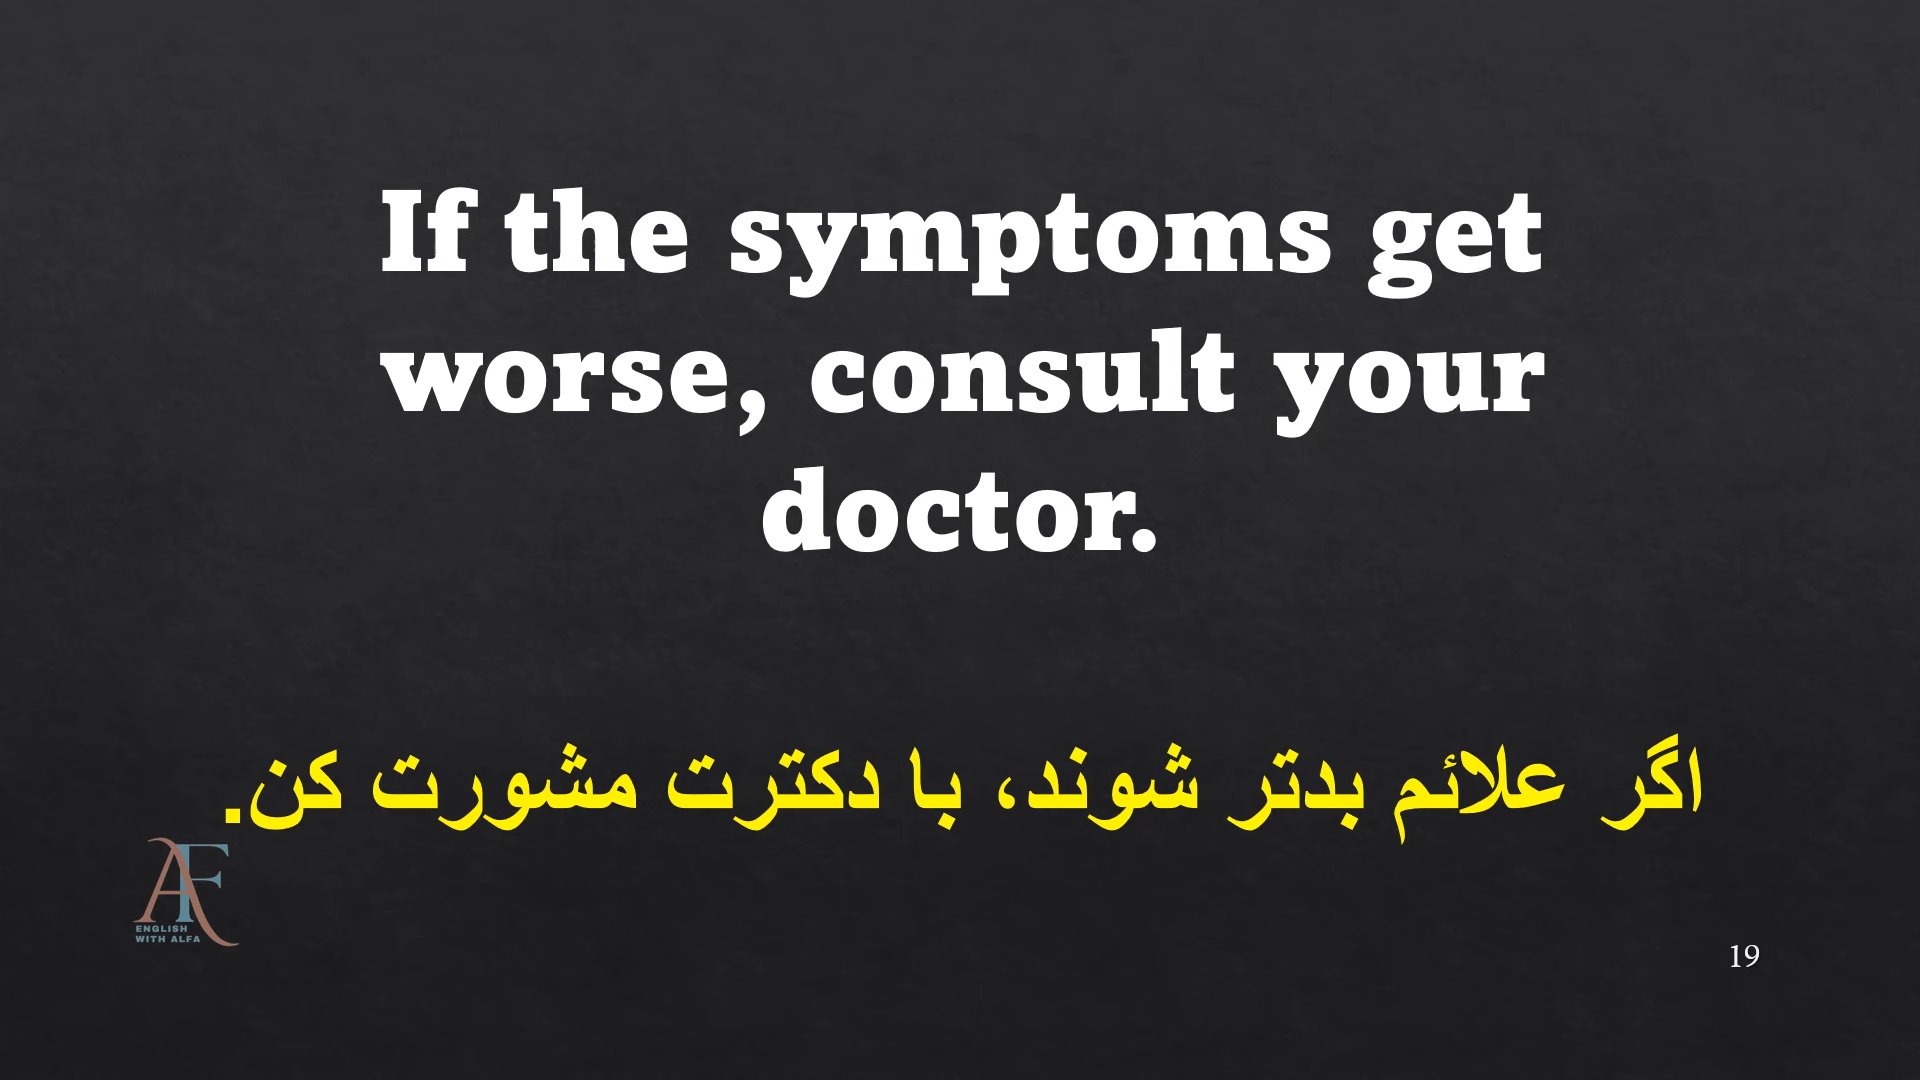 If the symptoms get
worse, consult your
doctor.
اگر علائم بدتر شوند، با دکترت مشورت کن.
AF
ENGLISH
WITH ALFA
19